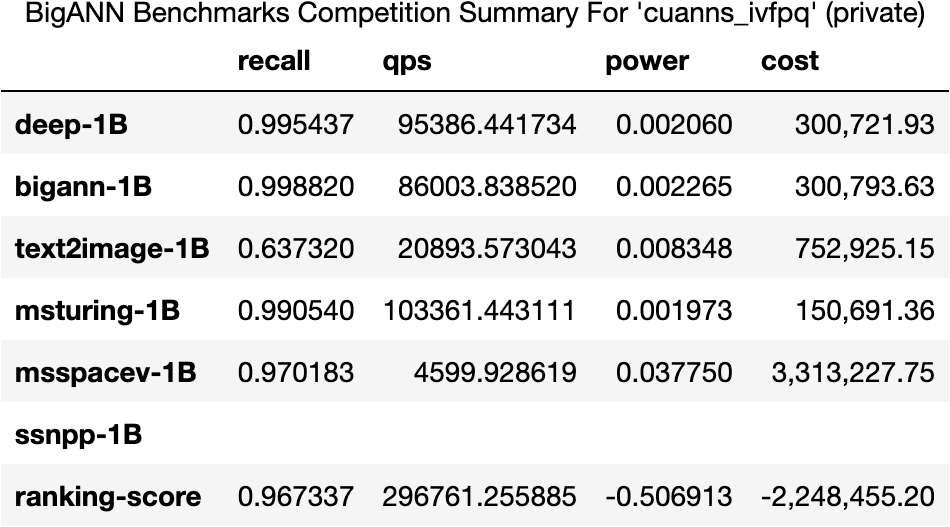 BigANN Benchmarks Competition Summary For 'cuanns_ivfpq' (private)
recall qps power cost
deep-1B 0.995437 95386.441734 0.002060 300,721.93
bigann-1B 0.998820 86003.838520 0.002265 300,793.63
text2image-1B 0.637320 20893.573043 0.008348 752,925.15
msturing-1B 0.990540 103361.443111 0.001973 150,691.36
msspacev-1B 0.970183 4599.928619 0.037750 3,313,227.75
ssnpp-1B
ranking-score 0.967337 296761.255885 -0.506913 -2,248,455.20